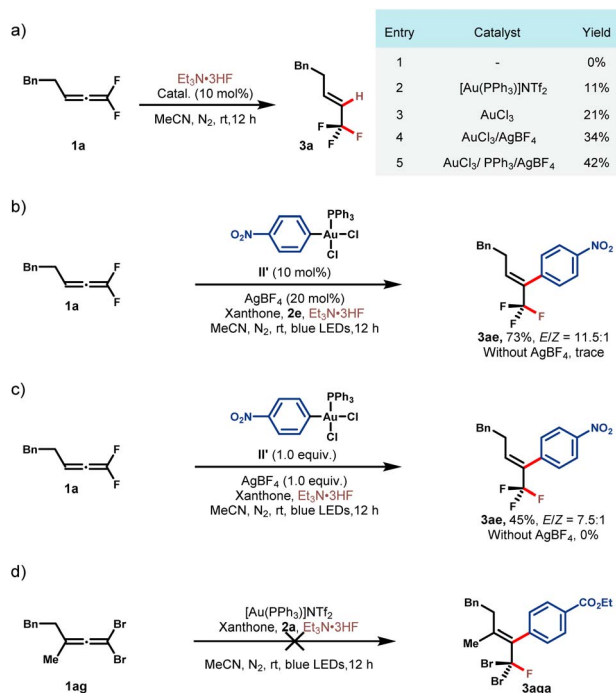 a)
Bn
F
F
1a
Et3N•3HF
Catal. (10 mol%)
MeCN, N2, rt,12 h
Bn
H
F
F
F
3a
Entry Catalyst Yield
1 - 0%
2 [Au(PPh3)]NTf2 11%
3 AuCl3 21%
4 AuCl3/AgBF4 34%
5 AuCl3/ PPh3/AgBF4 42%
b)
Bn
F
F
1a
PPh3
O2N
Au
Cl
Cl
II' (10 mol%)
AgBF4 (20 mol%)
Xanthone, 2e, Et3N•3HF
MeCN, N2, rt, blue LEDs,12 h
Bn
NO2
F
F
F
3ae, 73%, E/Z = 11.5:1
Without AgBF4, trace
c)
Bn
F
F
1a
PPh3
O2N
Au
Cl
Cl
II' (1.0 equiv.)
AgBF4 (1.0 equiv.)
Xanthone, Et3N•3HF
MeCN, N2, rt, blue LEDs,12 h
Bn
NO2
F
F
F
3ae, 45%, E/Z = 7.5:1
Without AgBF4, 0%
d)
Bn
Br
Me
Br
1ag
[Au(PPh3)]NTf2
Xanthone, 2a, Et3N•3HF
MeCN, N2, rt, blue LEDs,12 h
CO2Et
Bn
Me
Br
F
Br
3aga